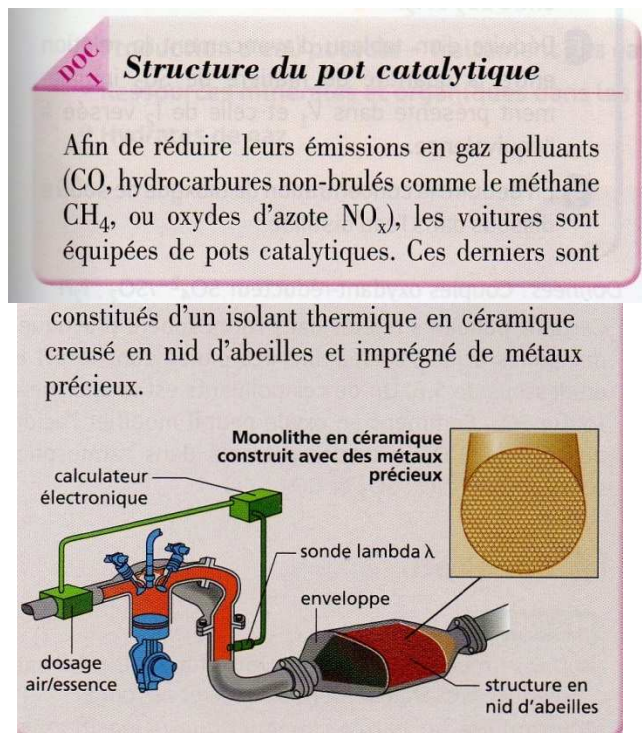 DOC 1
Structure du pot catalytique
Afin de réduire leurs émissions en gaz polluants
(CO, hydrocarbures non-brulés comme le méthane
CH₄, ou oxydes d'azote NOₓ), les voitures sont
équipées de pots catalytiques. Ces derniers sont
constitués d'un isolant thermique en céramique
creusé en nid d'abeilles et imprégné de métaux
précieux.
Monolithe en céramique
construit avec des métaux
précieux
calculateur
électronique
sonde lambda λ
enveloppe
dosage
air/essence
structure en
nid d'abeilles